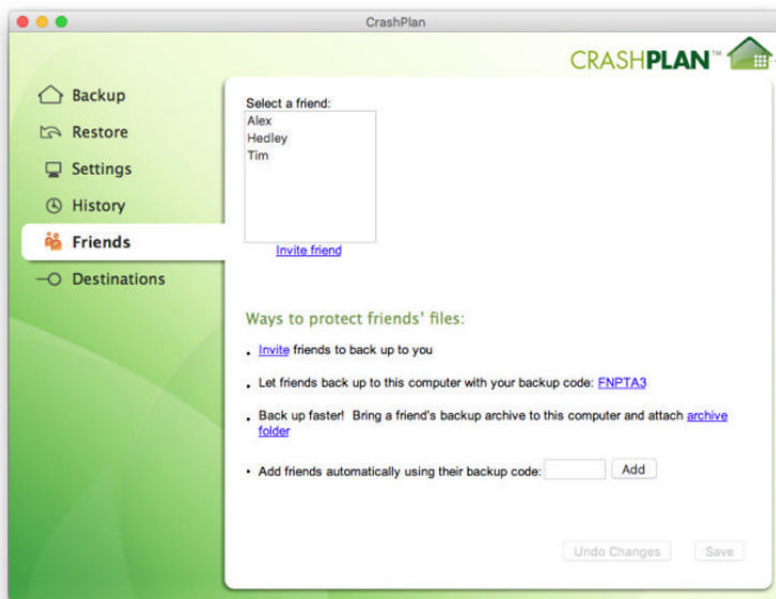 CrashPlan
CRASHPLAN™
Backup
Restore
Settings
History
Friends
Destinations
Select a friend:
Alex
Hedley
Tim
Invite friend
Ways to protect friends' files:
• Invite friends to back up to you
• Let friends back up to this computer with your backup code: FNPTA3
• Back up faster! Bring a friend's backup archive to this computer and attach archive
folder
• Add friends automatically using their backup code: Add
Undo Changes Save